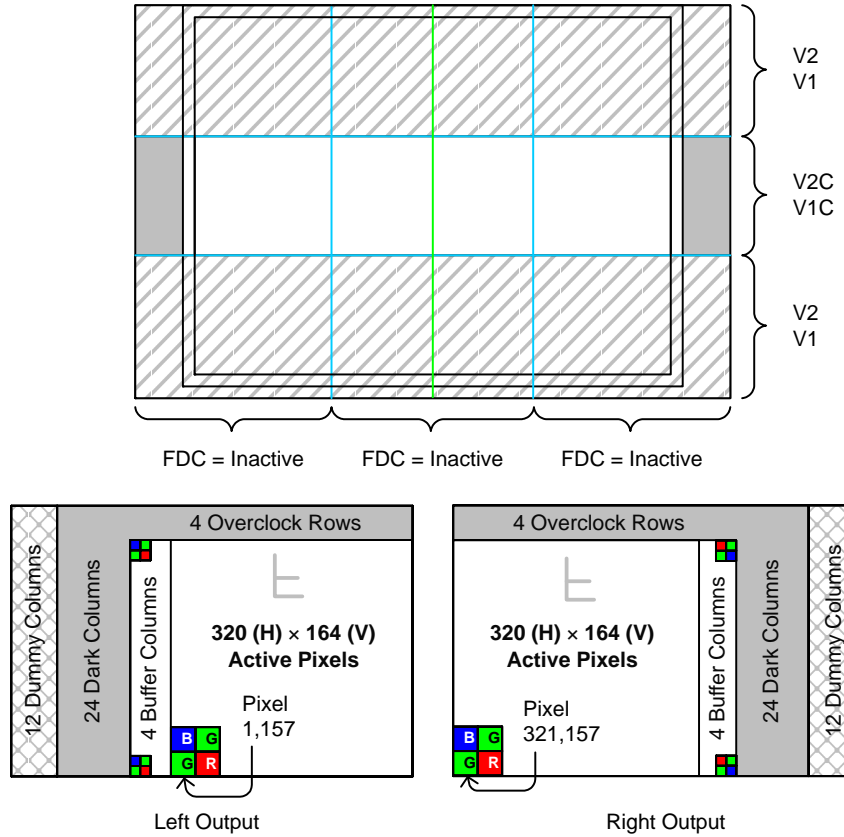 V2
V1
V2C
V1C
V2
V1
FDC = Inactive
FDC = Inactive
FDC = Inactive
12 Dummy Columns
24 Dark Columns
4 Overclock Rows
4 Buffer Columns
320 (H) × 164 (V)
Active Pixels
Pixel
1,157
B G
G R
Left Output
4 Overclock Rows
320 (H) × 164 (V)
Active Pixels
Pixel
321,157
B G
G R
4 Buffer Columns
24 Dark Columns
12 Dummy Columns
Right Output